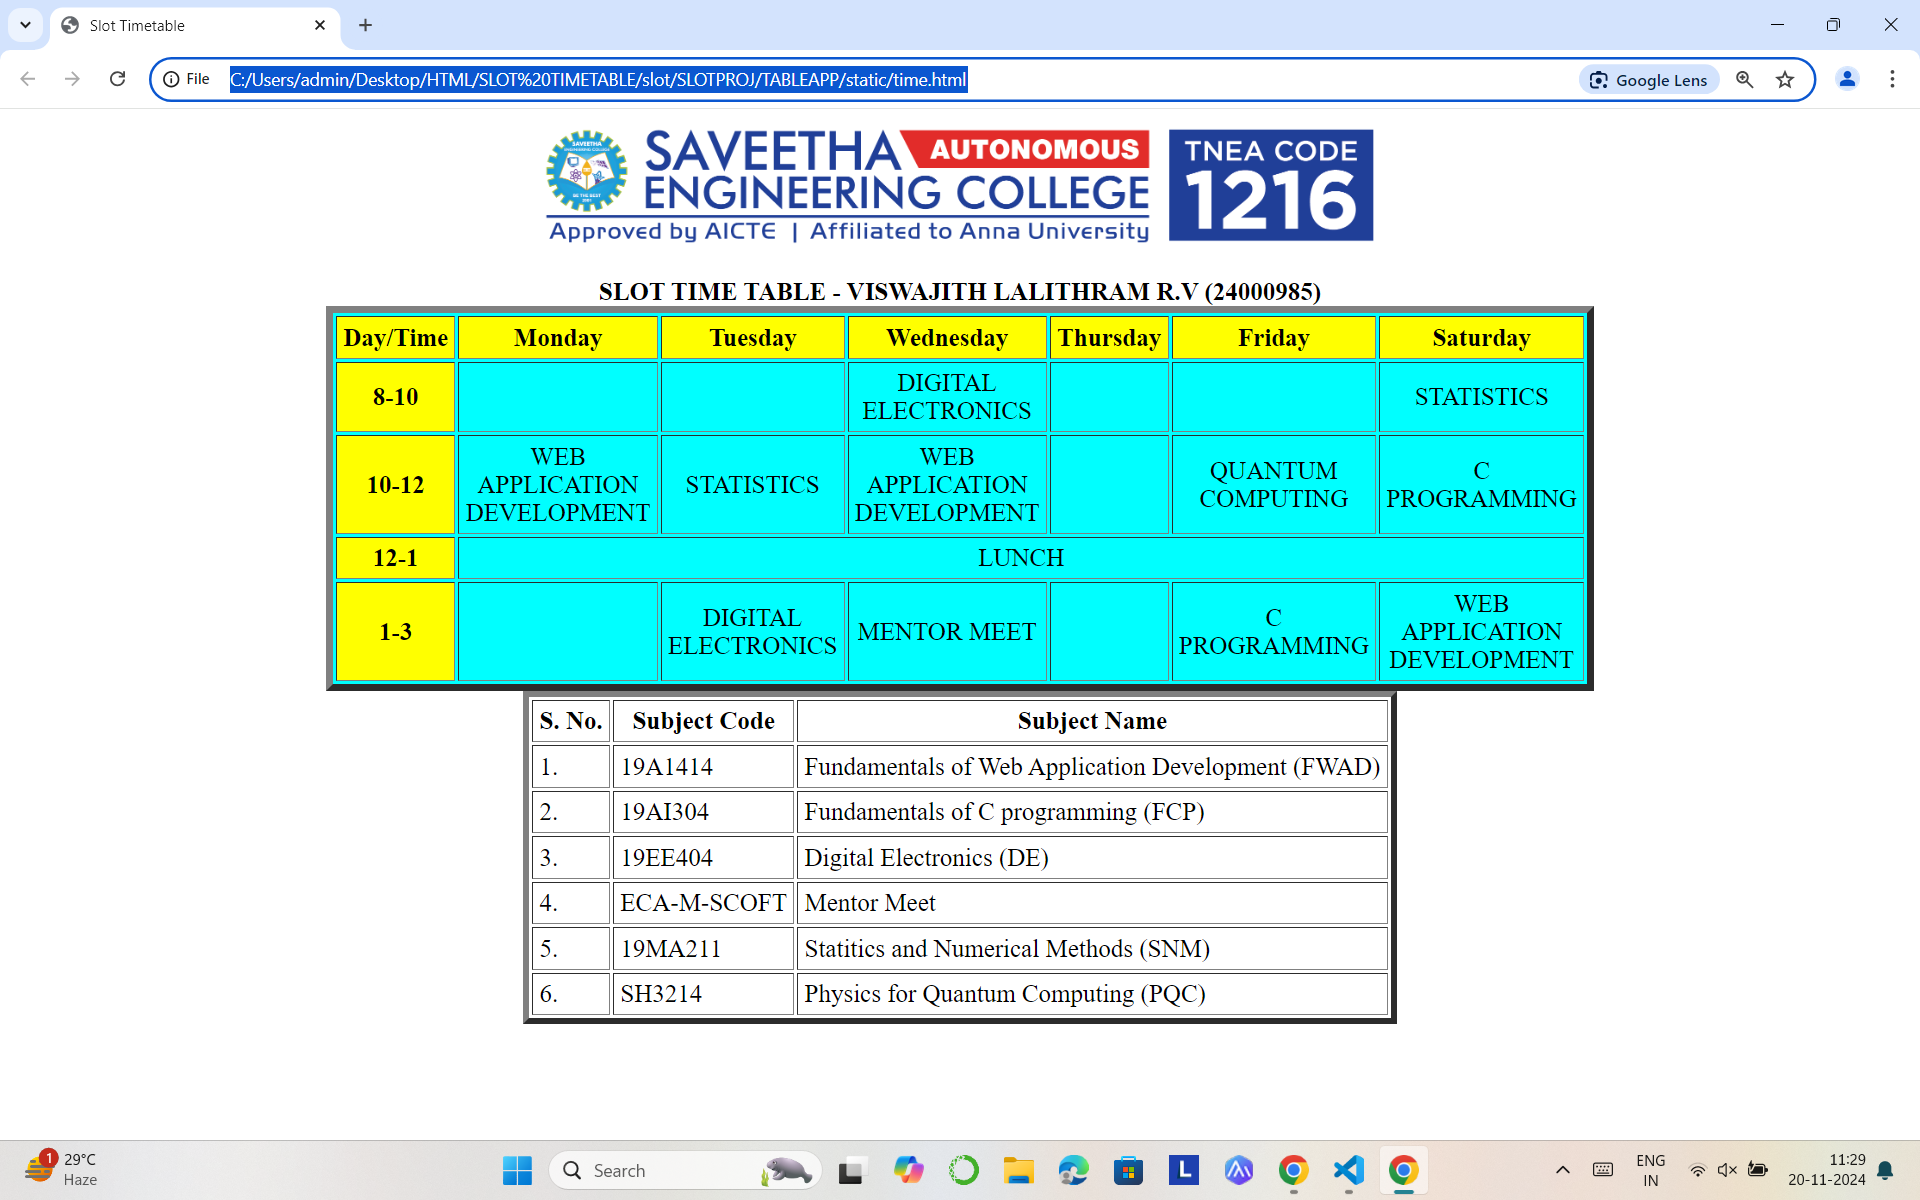 Slot Timetable
File
C:/Users/admin/Desktop/HTML/SLOT%20TIMETABLE/slot/SLOTPROJ/TABLEAPP/static/time.html
Google Lens
SAVEETHA AUTONOMOUS
ENGINEERING COLLEGE
Approved by AICTE | Affiliated to Anna University
TNEA CODE
1216
SLOT TIME TABLE - VISWAJITH LALITHRAM R.V (24000985)
Day/Time Monday Tuesday Wednesday Thursday Friday Saturday
8-10 DIGITAL ELECTRONICS STATISTICS
10-12 WEB APPLICATION DEVELOPMENT STATISTICS WEB APPLICATION DEVELOPMENT QUANTUM COMPUTING C PROGRAMMING
12-1 LUNCH
1-3 DIGITAL ELECTRONICS MENTOR MEET C PROGRAMMING WEB APPLICATION DEVELOPMENT
S. No. Subject Code Subject Name
1. 19A1414 Fundamentals of Web Application Development (FWAD)
2. 19AI304 Fundamentals of C programming (FCP)
3. 19EE404 Digital Electronics (DE)
4. ECA-M-SCOFT Mentor Meet
5. 19MA211 Statitics and Numerical Methods (SNM)
6. SH3214 Physics for Quantum Computing (PQC)
1
29°C
Haze
Search
L
ENG
IN
11:29
20-11-2024